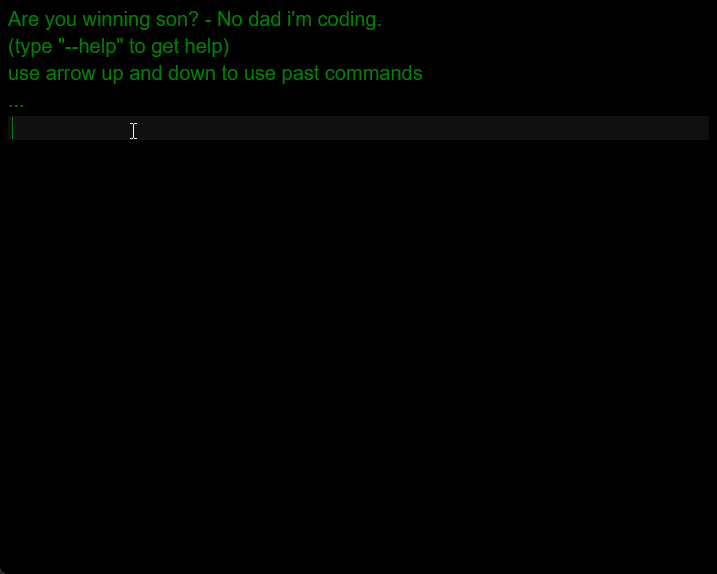 Are you winning son? - No dad i'm coding.
(type "--help" to get help)
use arrow up and down to use past commands
...